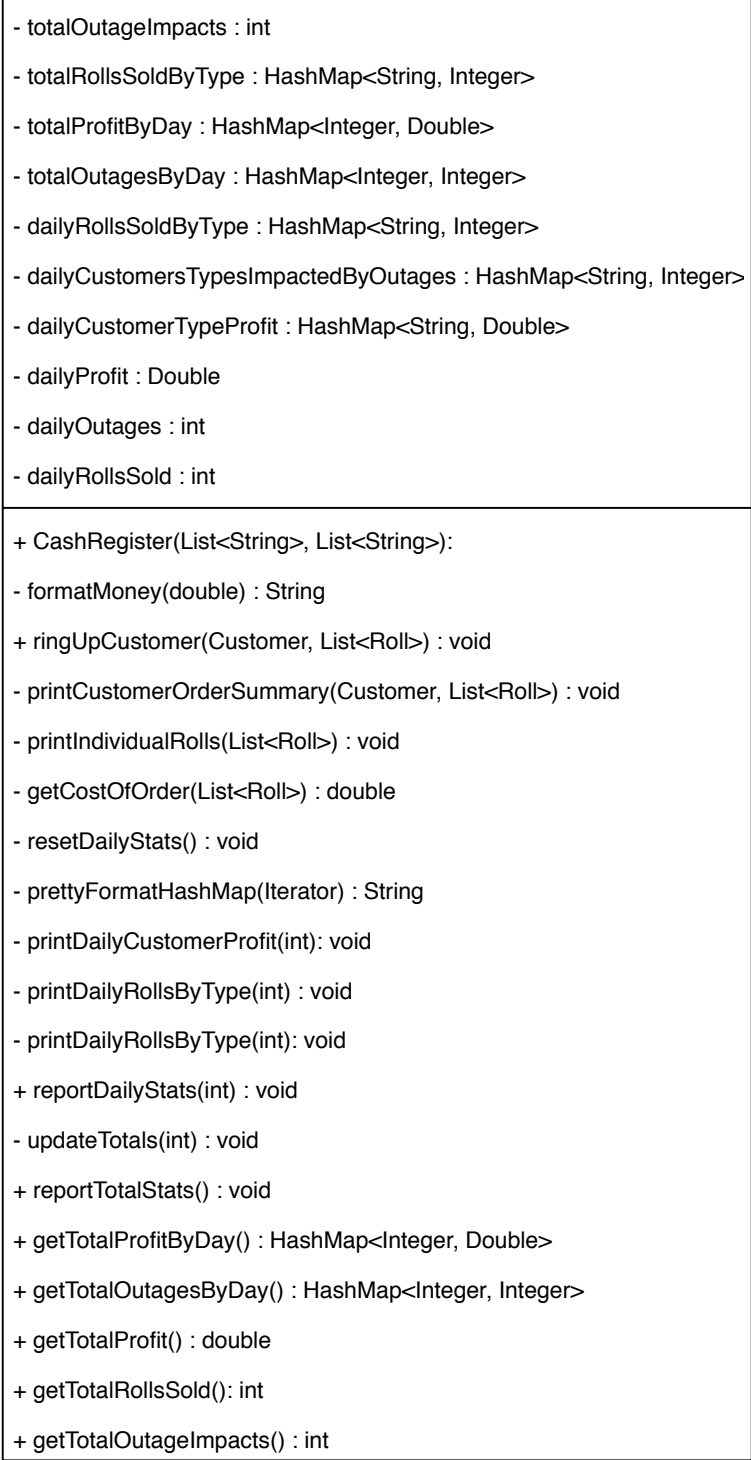 - totalOutageImpacts : int
- totalRollsSoldByType : HashMap<String, Integer>
- totalProfitByDay : HashMap<Integer, Double>
- totalOutagesByDay : HashMap<Integer, Integer>
- dailyRollsSoldByType : HashMap<String, Integer>
- dailyCustomersTypesImpactedByOutages : HashMap<String, Integer>
- dailyCustomerTypeProfit : HashMap<String, Double>
- dailyProfit : Double
- dailyOutages : int
- dailyRollsSold : int
+ CashRegister(List<String>, List<String>):
- formatMoney(double) : String
+ ringUpCustomer(Customer, List<Roll>) : void
- printCustomerOrderSummary(Customer, List<Roll>) : void
- printIndividualRolls(List<Roll>) : void
- getCostOfOrder(List<Roll>) : double
- resetDailyStats() : void
- prettyFormatHashMap(Iterator) : String
- printDailyCustomerProfit(int): void
- printDailyRollsByType(int) : void
- printDailyRollsByType(int): void
+ reportDailyStats(int) : void
- updateTotals(int) : void
+ reportTotalStats() : void
+ getTotalProfitByDay() : HashMap<Integer, Double>
+ getTotalOutagesByDay() : HashMap<Integer, Integer>
+ getTotalProfit() : double
+ getTotalRollsSold(): int
+ getTotalOutageImpacts() : int